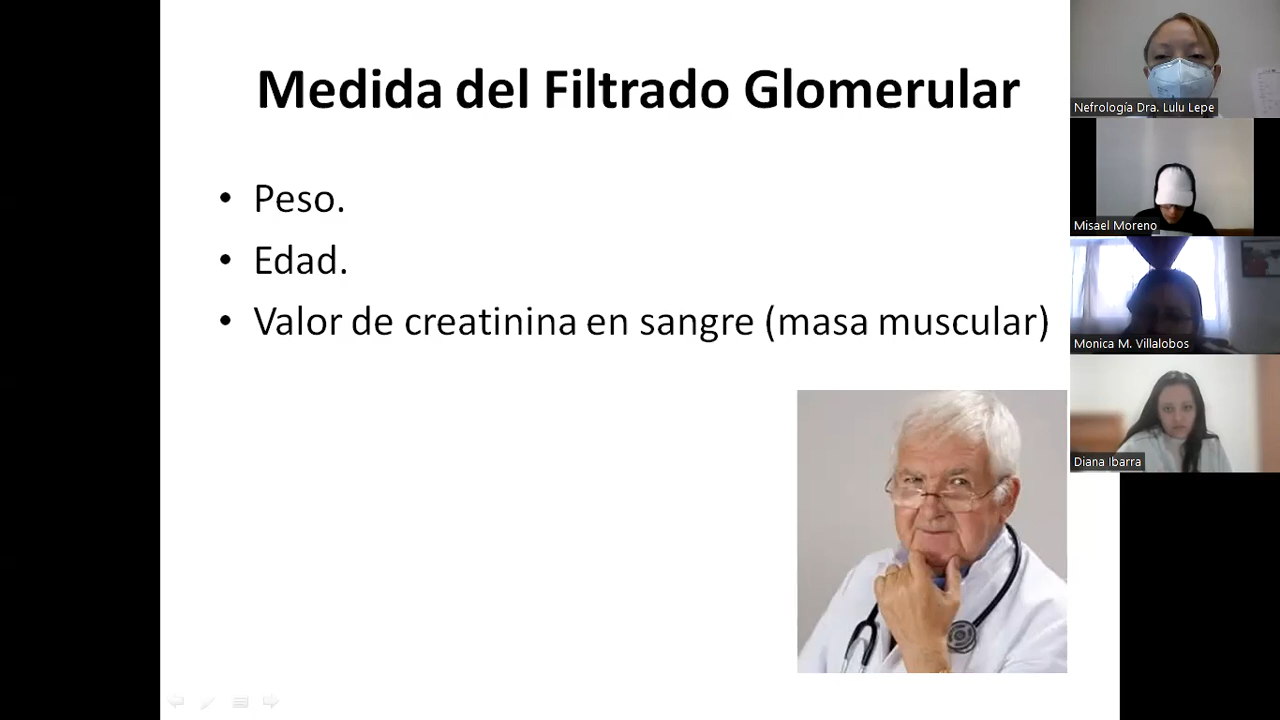 Medida del Filtrado Glomerular
• Peso.
• Edad.
• Valor de creatinina en sangre (masa muscular)
Nefrología Dra. Lulu Lepe
Misael Moreno
Monica M. Villalobos
Diana Ibarra